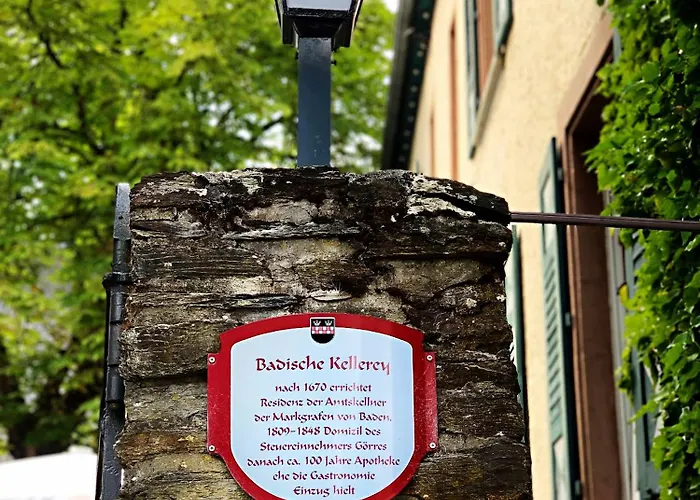 Badische Kellerey
nach 1670 errichtet
Residenz der Amtskellner
der Markgrafen von Baden.
1809-1848 Domizil des
Steuereinnehmers Görres
danach ca. 100 Jahre Apotheke
ehe die Gastronomie
Einzug hielt